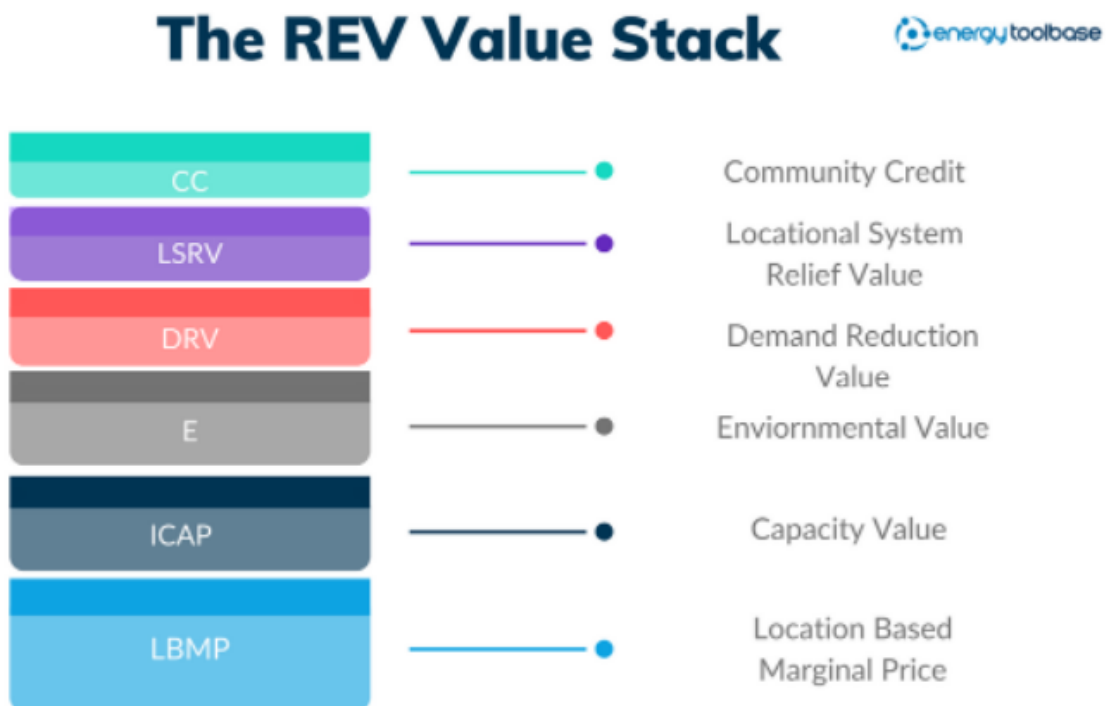 The REV Value Stack
energytoolbase
CC
Community Credit
LSRV
Locational System
Relief Value
DRV
Demand Reduction
Value
E
Enviornmental Value
ICAP
Capacity Value
LBMP
Location Based
Marginal Price